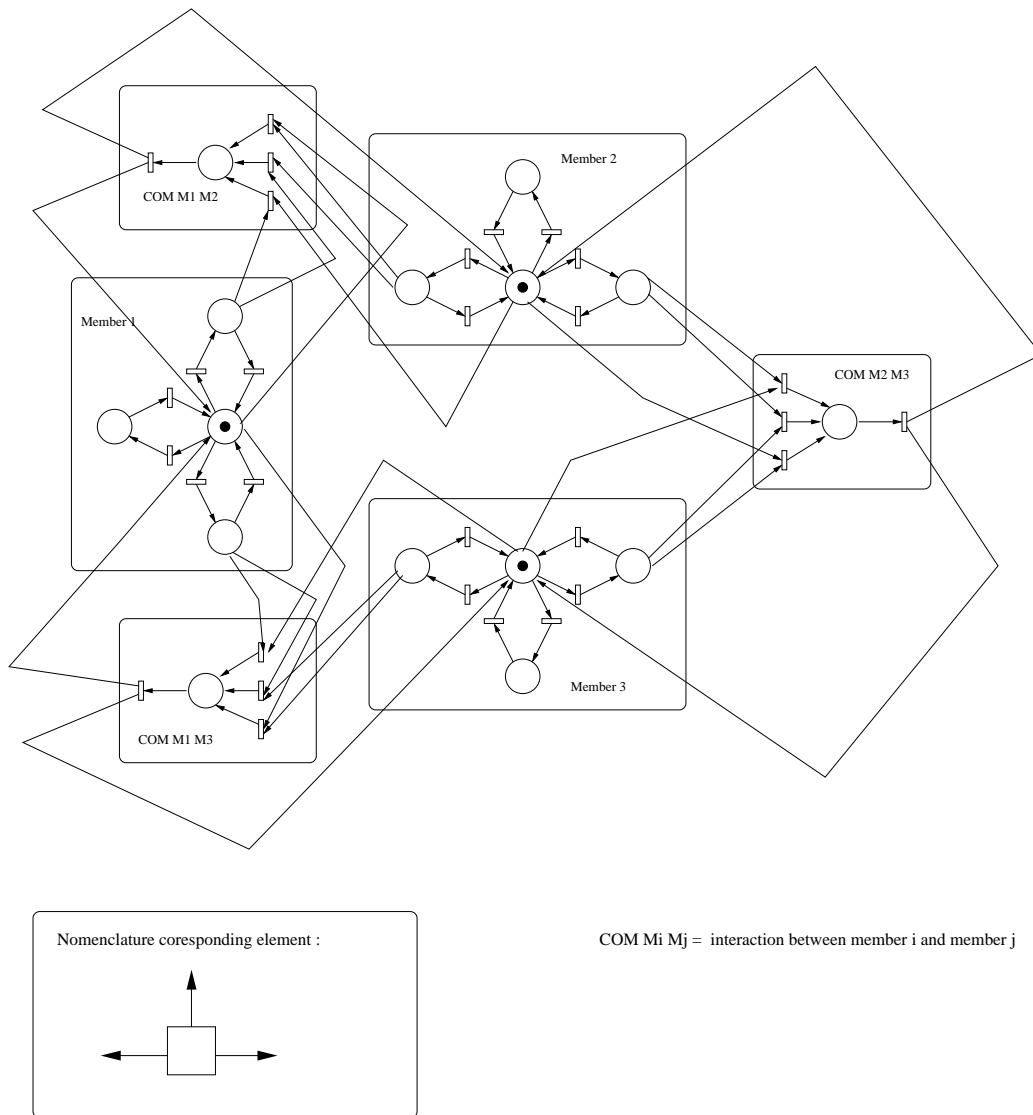 Member 2
COM M1 M2
Member 1
COM M2 M3
Member 3
COM M1 M3
Nomenclature coresponding element :
COM Mi Mj = interaction between member i and member j